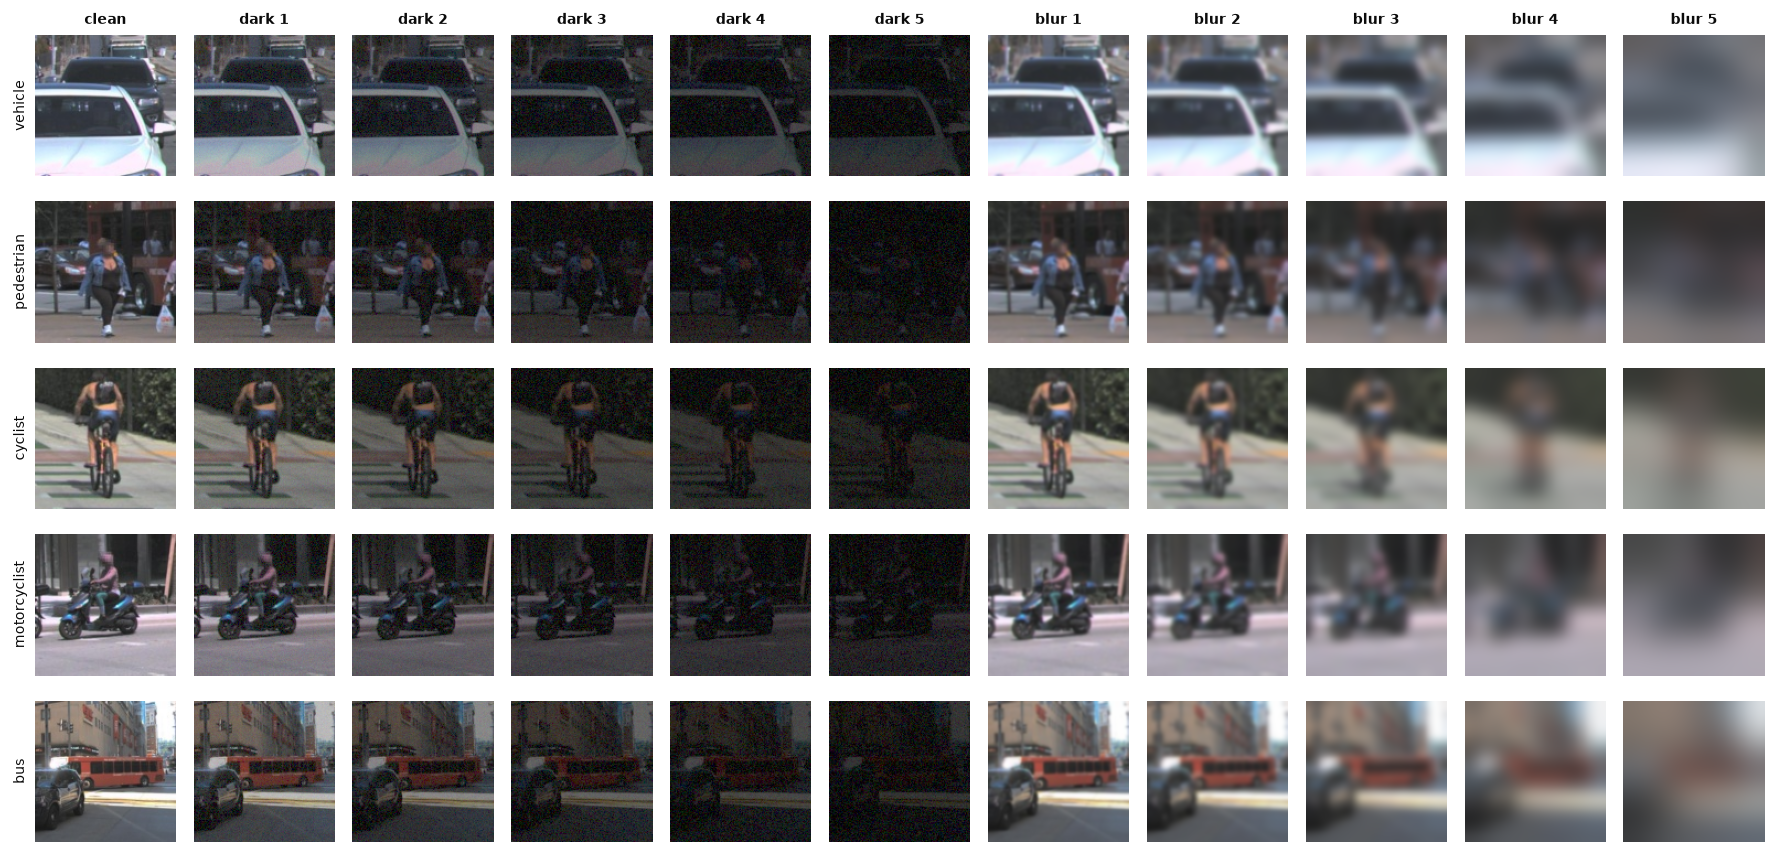 clean dark 1 dark 2 dark 3 dark 4 dark 5 blur 1 blur 2 blur 3 blur 4 blur 5
vehicle
pedestrian
cyclist
motorcyclist
bus